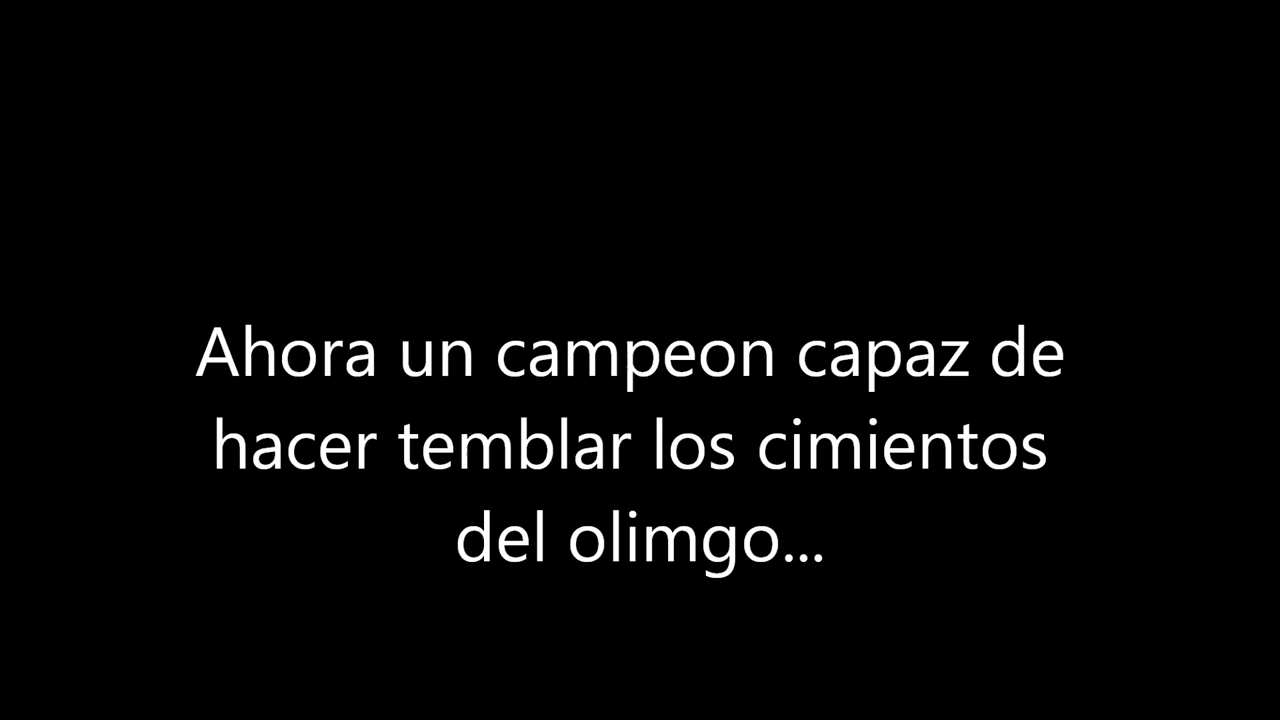 Ahora un campeon capaz de
hacer temblar los cimientos
del olimgo...